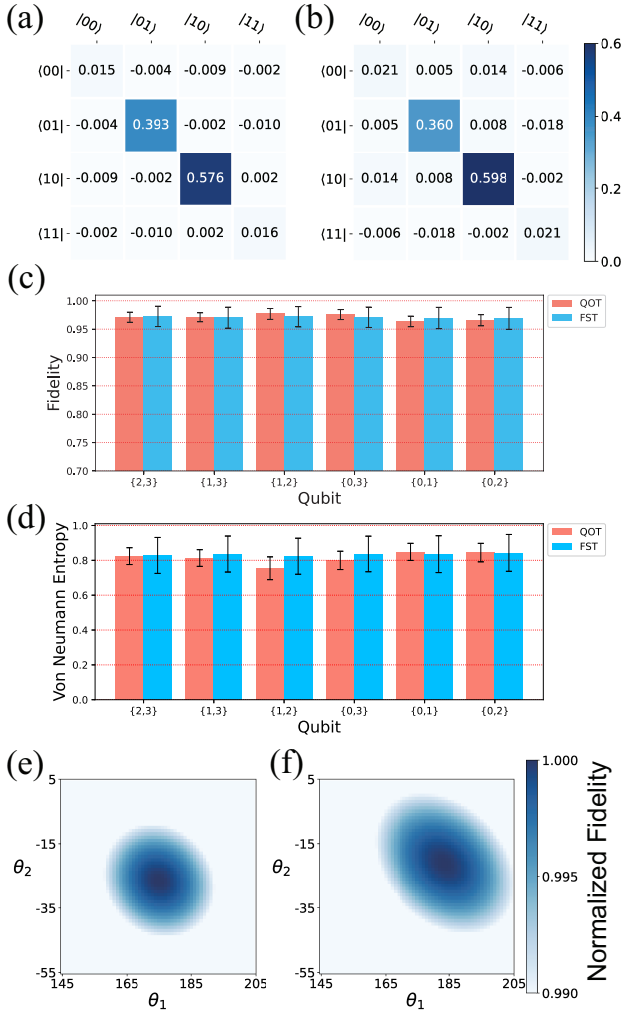 (a)
|00⟩ |01⟩ |10⟩ |11⟩
⟨00| 0.015 -0.004 -0.009 -0.002
⟨01| -0.004 0.393 -0.002 -0.010
⟨10| -0.009 -0.002 0.576 0.002
⟨11| -0.002 -0.010 0.002 0.016
(b)
|00⟩ |01⟩ |10⟩ |11⟩
⟨00| 0.021 0.005 0.014 -0.006
⟨01| 0.005 0.360 0.008 -0.018
⟨10| 0.014 0.008 0.598 -0.002
⟨11| -0.006 -0.018 -0.002 0.021
0.6
0.4
0.2
0.0
(c)
Fidelity
1.00
0.95
0.90
0.85
0.80
0.75
0.70
{2,3} {1,3} {1,2} {0,3} {0,1} {0,2}
Qubit
QOT
FST
(d)
Von Neumann Entropy
1.0
0.8
0.6
0.4
0.2
0.0
{2,3} {1,3} {1,2} {0,3} {0,1} {0,2}
Qubit
QOT
FST
(e)
θ2
5
-15
-35
-55
145 165 185 205
θ1
(f)
θ2
5
-15
-35
-55
145 165 185 205
θ1
1.000
0.995
0.990
Normalized Fidelity